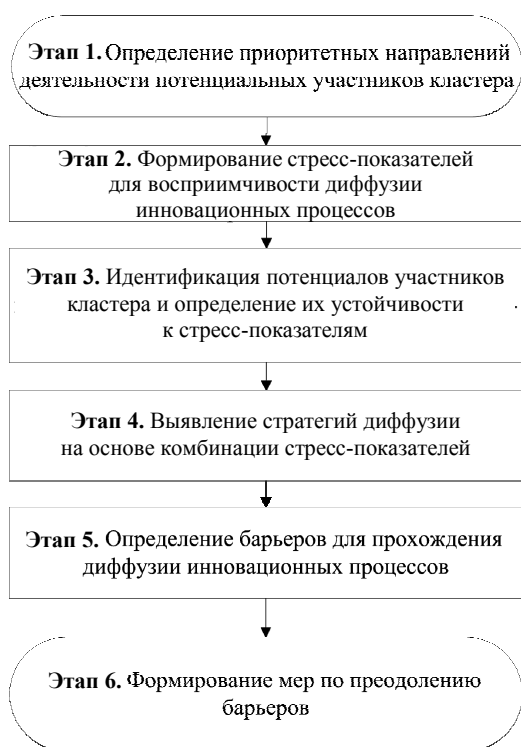 Этап 1. Определение приоритетных направлений
деятельности потенциальных участников кластера
Этап 2. Формирование стресс-показателей
для восприимчивости диффузии
инновационных процессов
Этап 3. Идентификация потенциалов участников
кластера и определение их устойчивости
к стресс-показателям
Этап 4. Выявление стратегий диффузии
на основе комбинации стресс-показателей
Этап 5. Определение барьеров для прохождения
диффузии инновационных процессов
Этап 6. Формирование мер по преодолению
барьеров